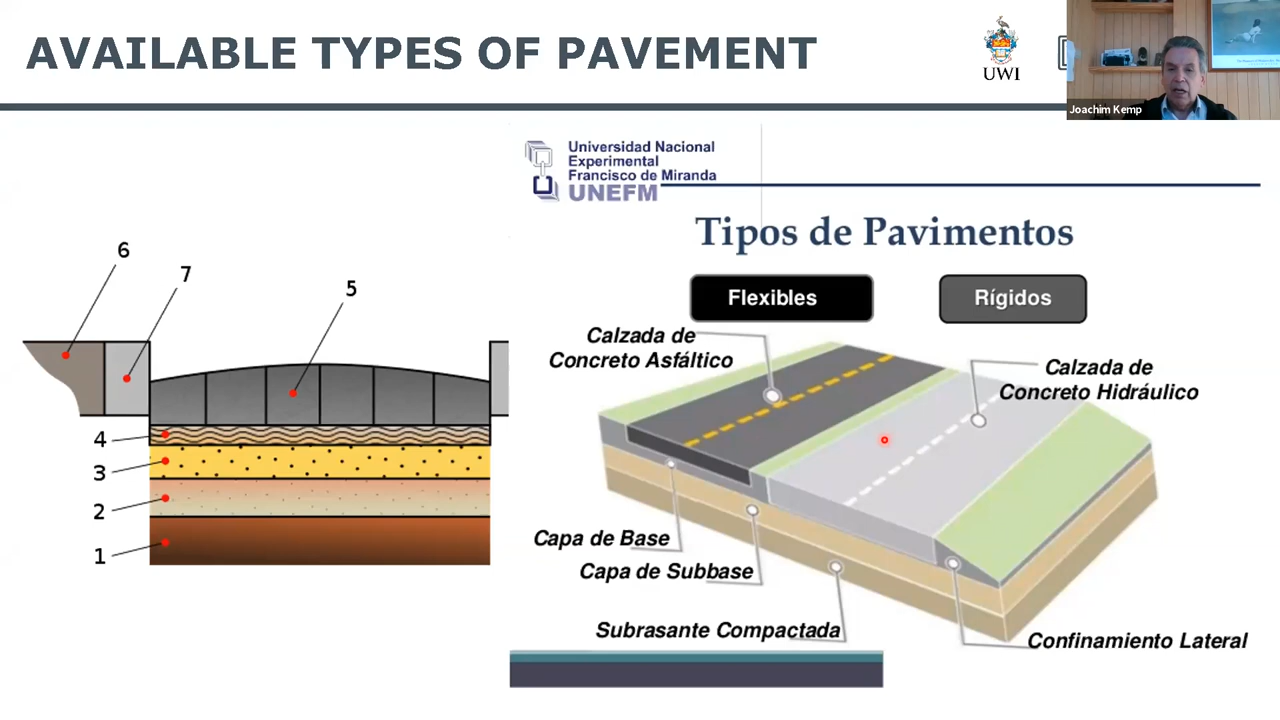 AVAILABLE TYPES OF PAVEMENT
UWI
Joachim Kemp
Universidad Nacional
Experimental
Francisco de Miranda
UNEFM
Tipos de Pavimentos
Flexibles
Rígidos
Calzada de
Concreto Asfáltico
Calzada de
Concreto Hidráulico
Capa de Base
Capa de Subbase
Subrasante Compactada
Confinamiento Lateral
6
7
5
4
3
2
1